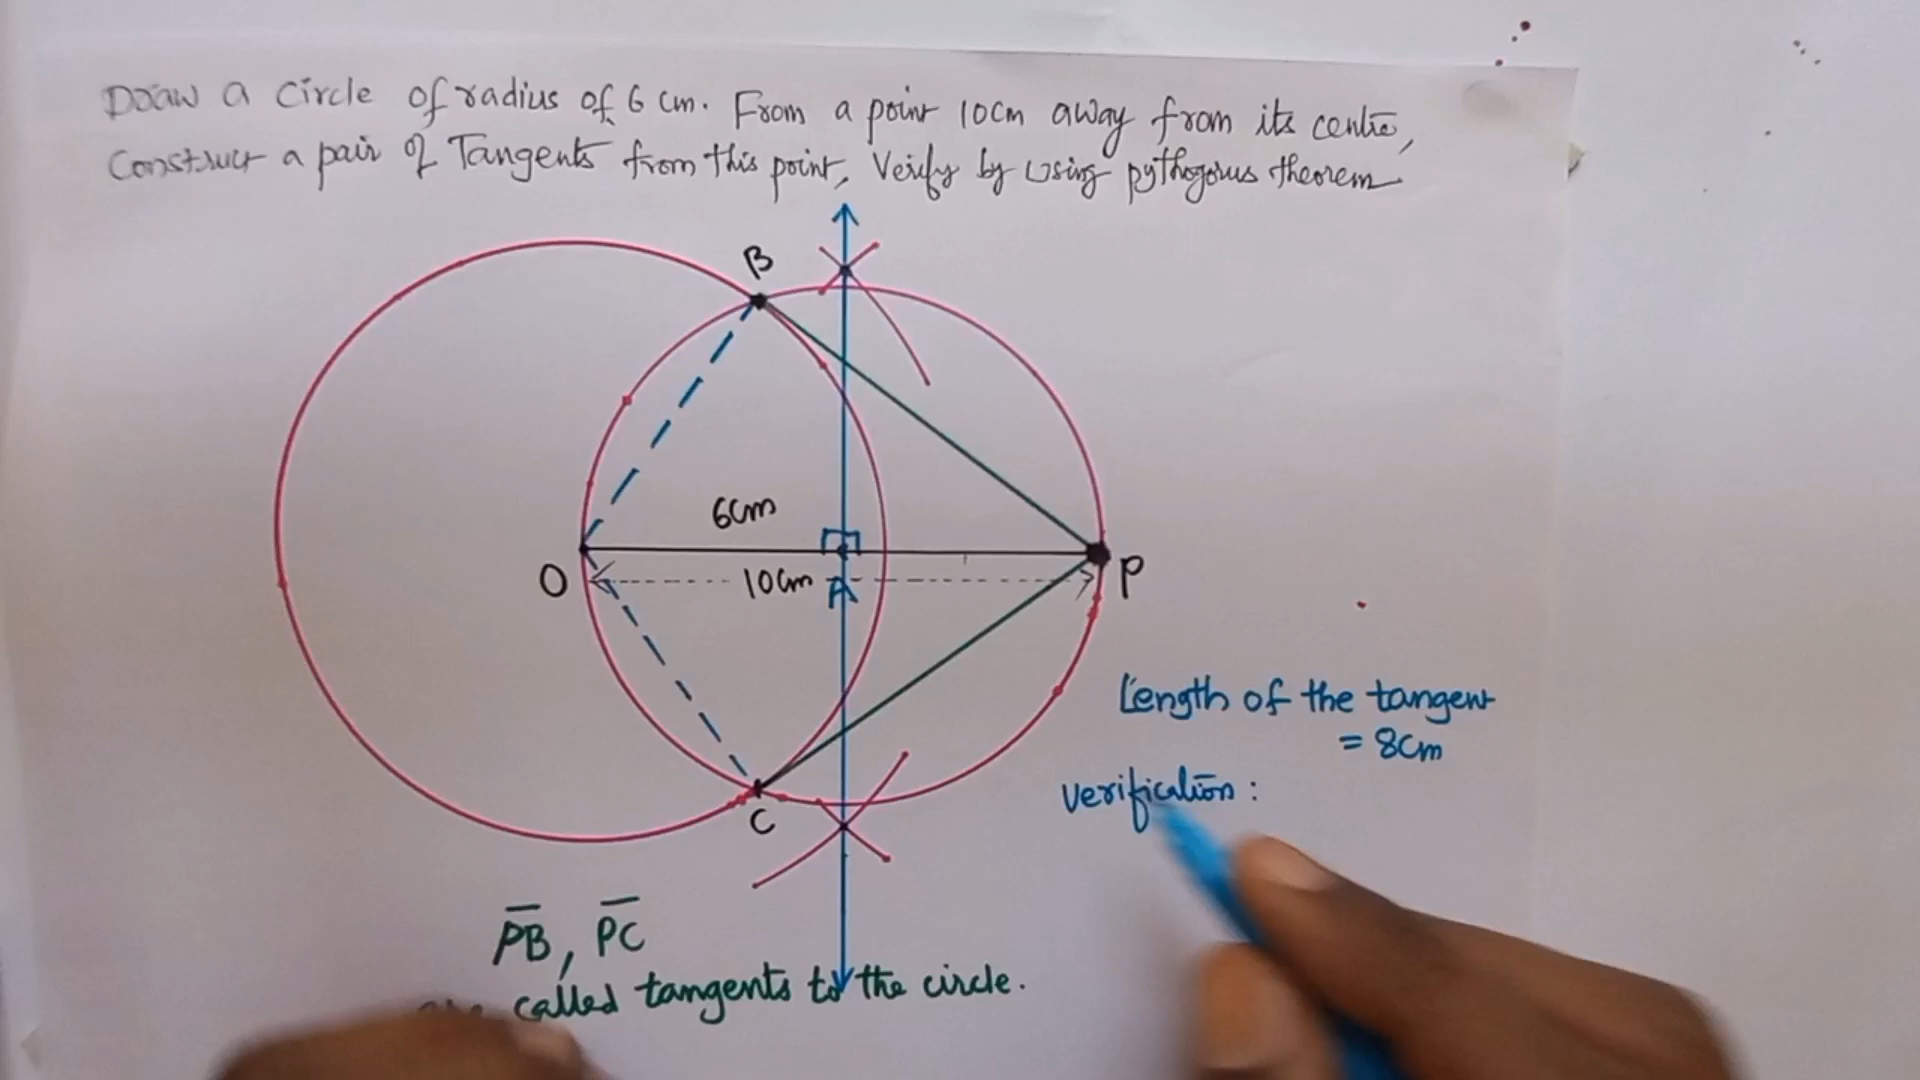 Draw a circle of radius of 6 cm. From a point 10cm away from its centre,
Construct a pair of Tangents from this point, Verify by Using pythogorus theorem
B
6cm
O
10cm
A
P
Length of the tangent
= 8cm
Verification :
C
PB, PC
are called tangents to the circle.